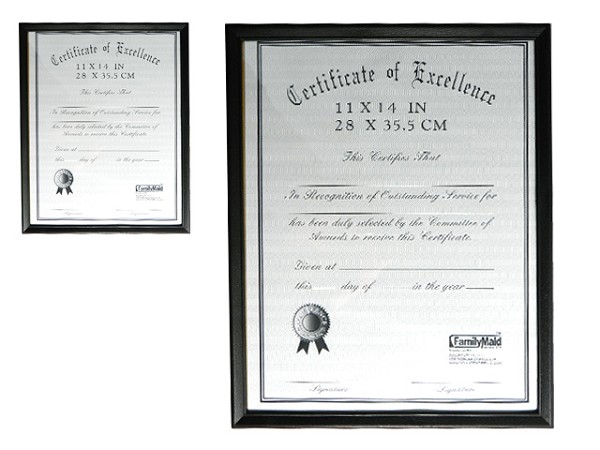 Certificate of Excellence
11 X 14 IN
28 X 35.5 CM
This Certifies That
In Recognition of Outstanding Service for
has been duly selected by the Committee of
Awards to receive this Certificate.
Given at
this day of in the year
FamilyMaid
Certificate of Excellence
11 X 14 IN
28 X 35.5 CM
This Certifies That
In Recognition of Outstanding Service for
has been duly selected by the Committee of
Awards to receive this Certificate.
Given at
this day of in the year
FamilyMaid
Signature Signature